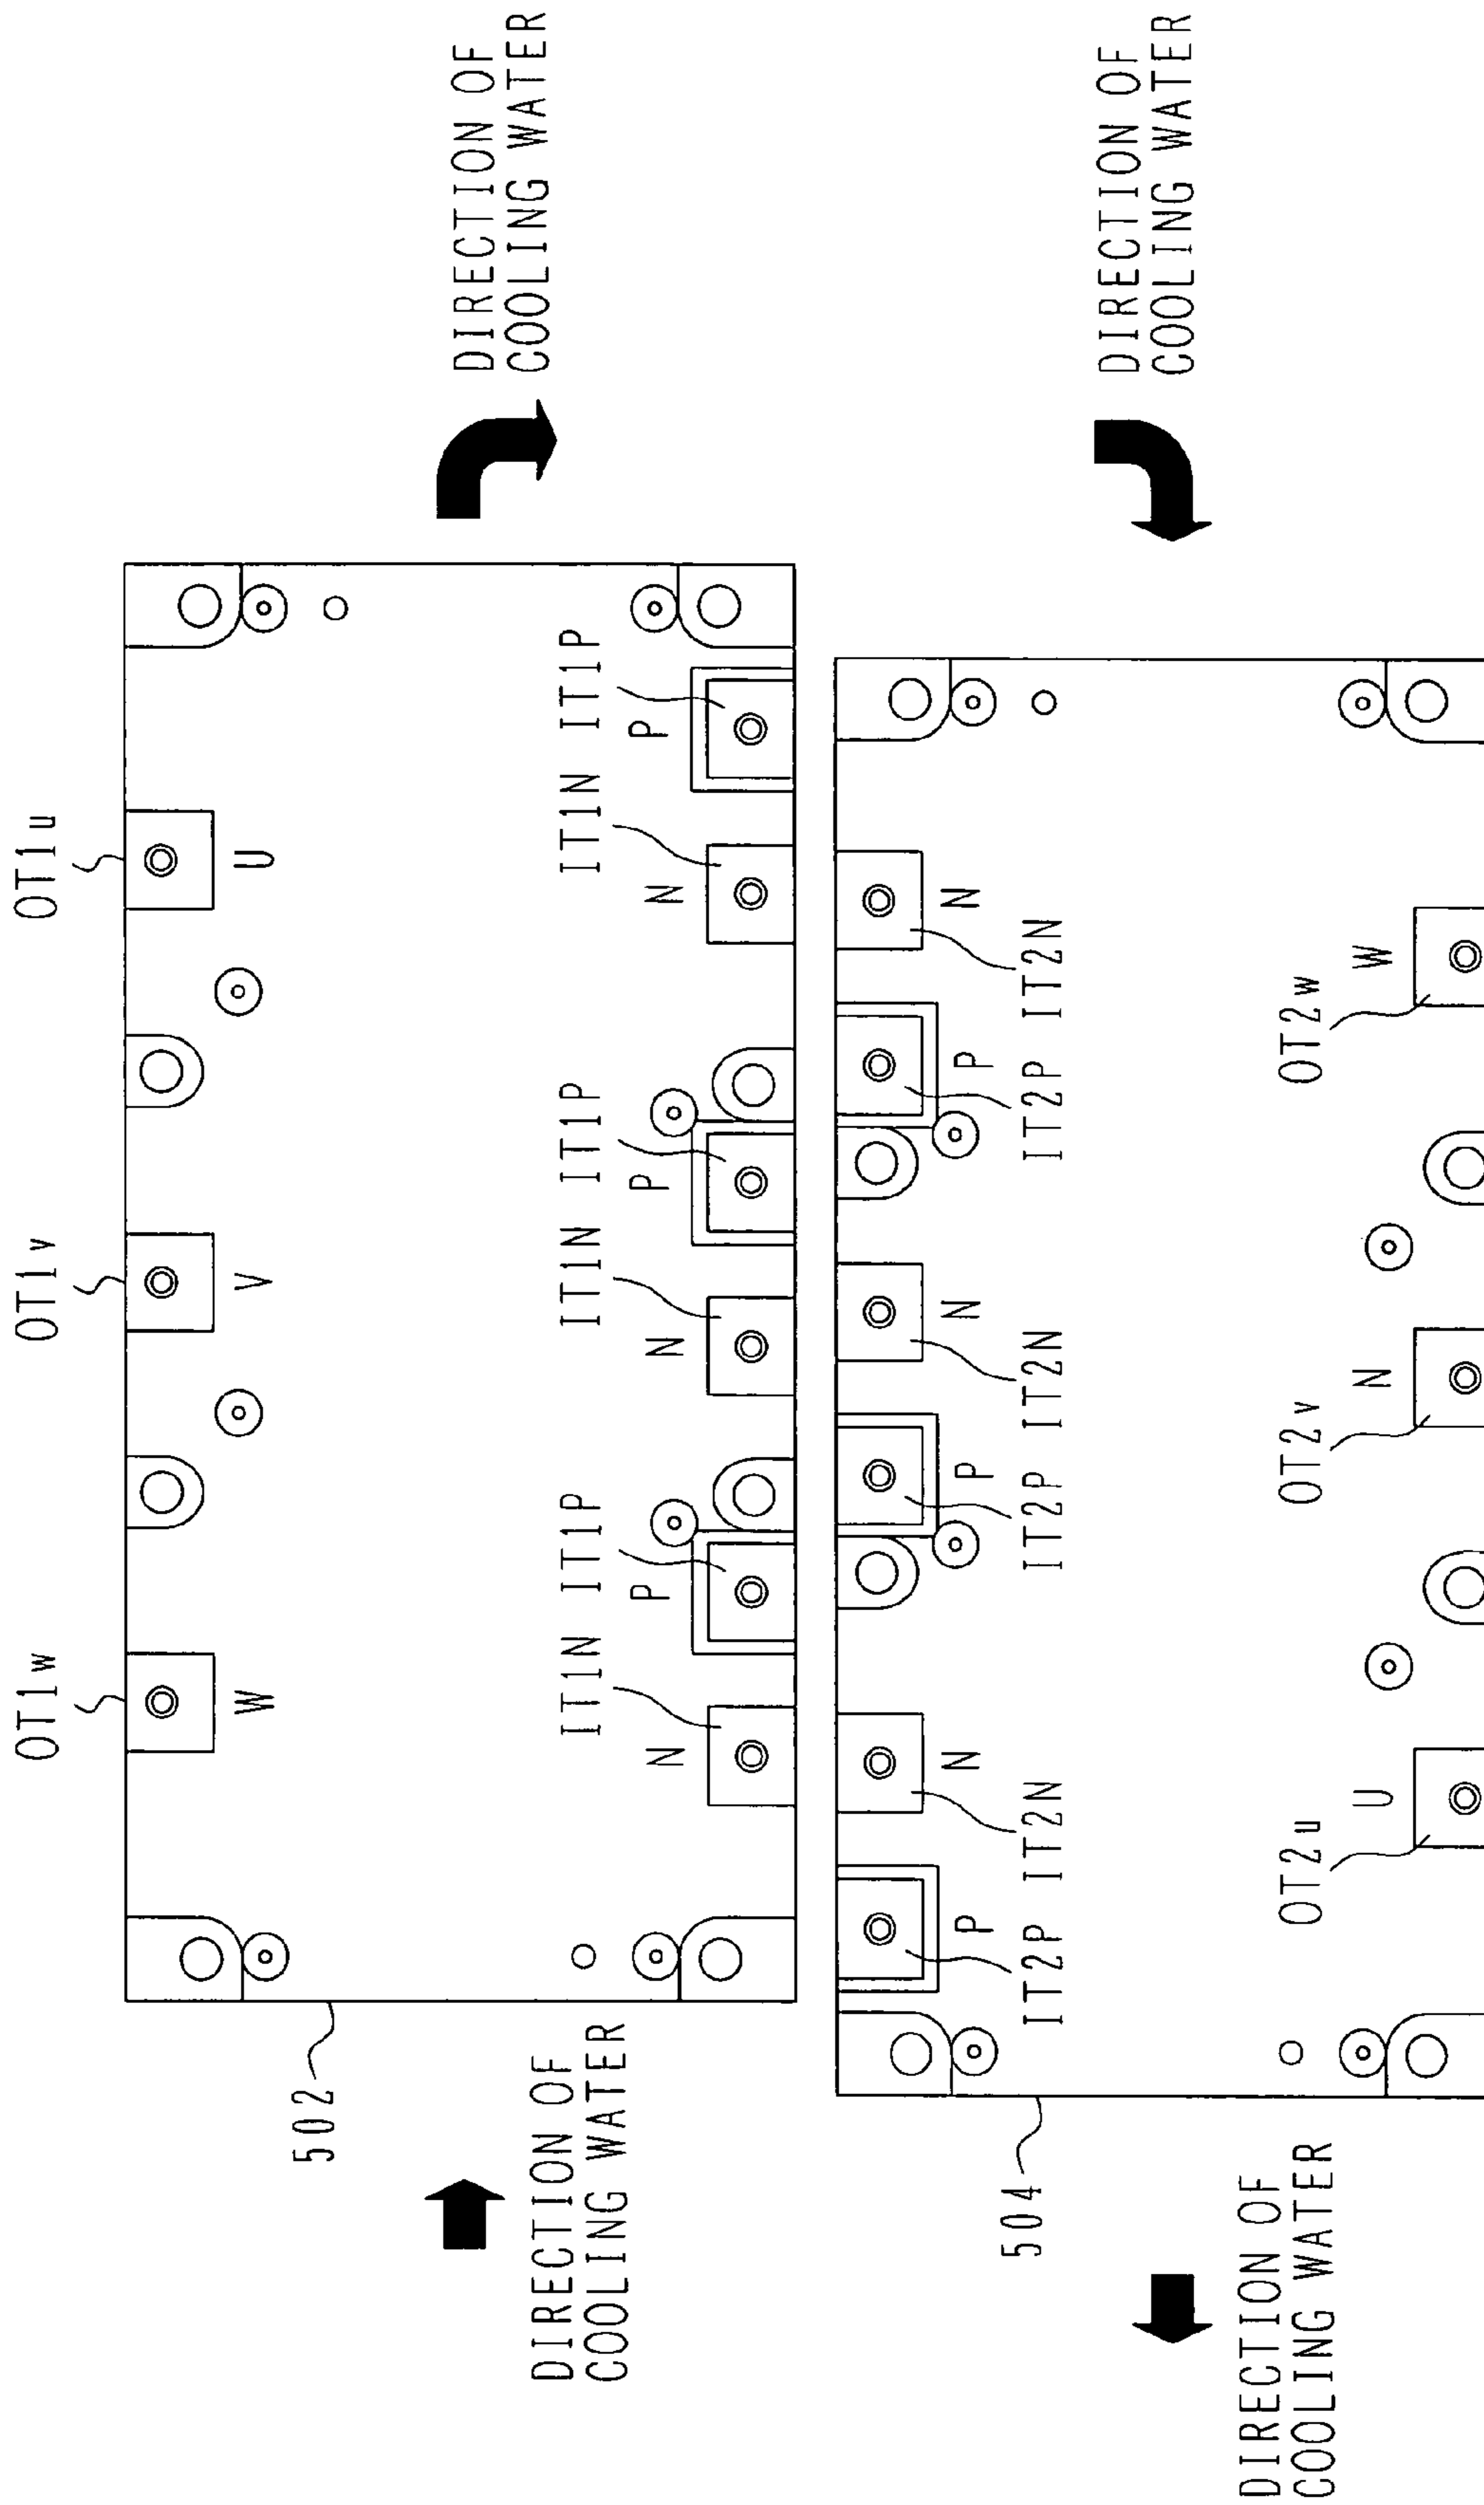 OT1w
OT1v
OT1u
W
V
U
502
DIRECTION OF
COOLING WATER
DIRECTION OF
COOLING WATER
IT1N IT1P
IT1N IT1P
IT1N IT1P
N
P
N
P
N
P
P
N
P
N
P
N
504
IT2P IT2N
IT2P IT2N
IT2P IT2N
DIRECTION OF
COOLING WATER
DIRECTION OF
COOLING WATER
OT2u
OT2v
OT2w
U
N
W